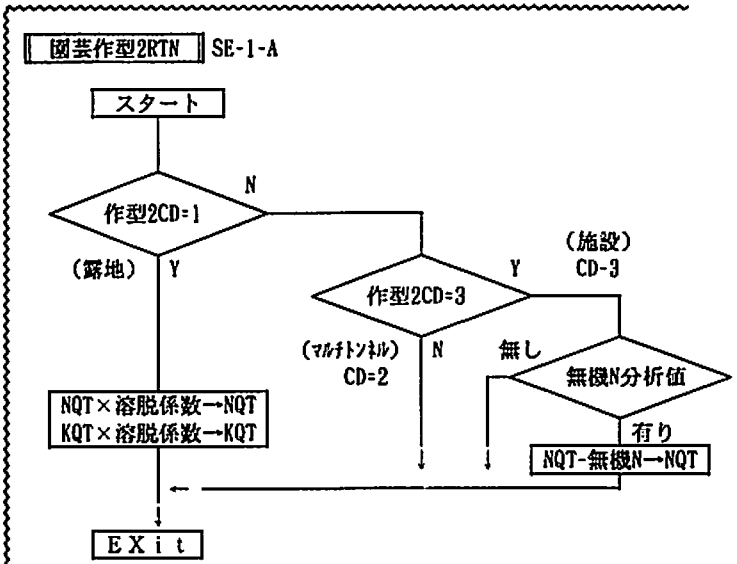 園芸作型2RTN SE-1-A
スタート
N
作型2CD=1
(露地) Y
(施設)
CD-3
Y
作型2CD=3
(マルチトンネル) N
CD=2
無し
無機N分析値
有り
NQT×溶脱係数→NQT
KQT×溶脱係数→KQT
NQT-無機N→NQT
EXit